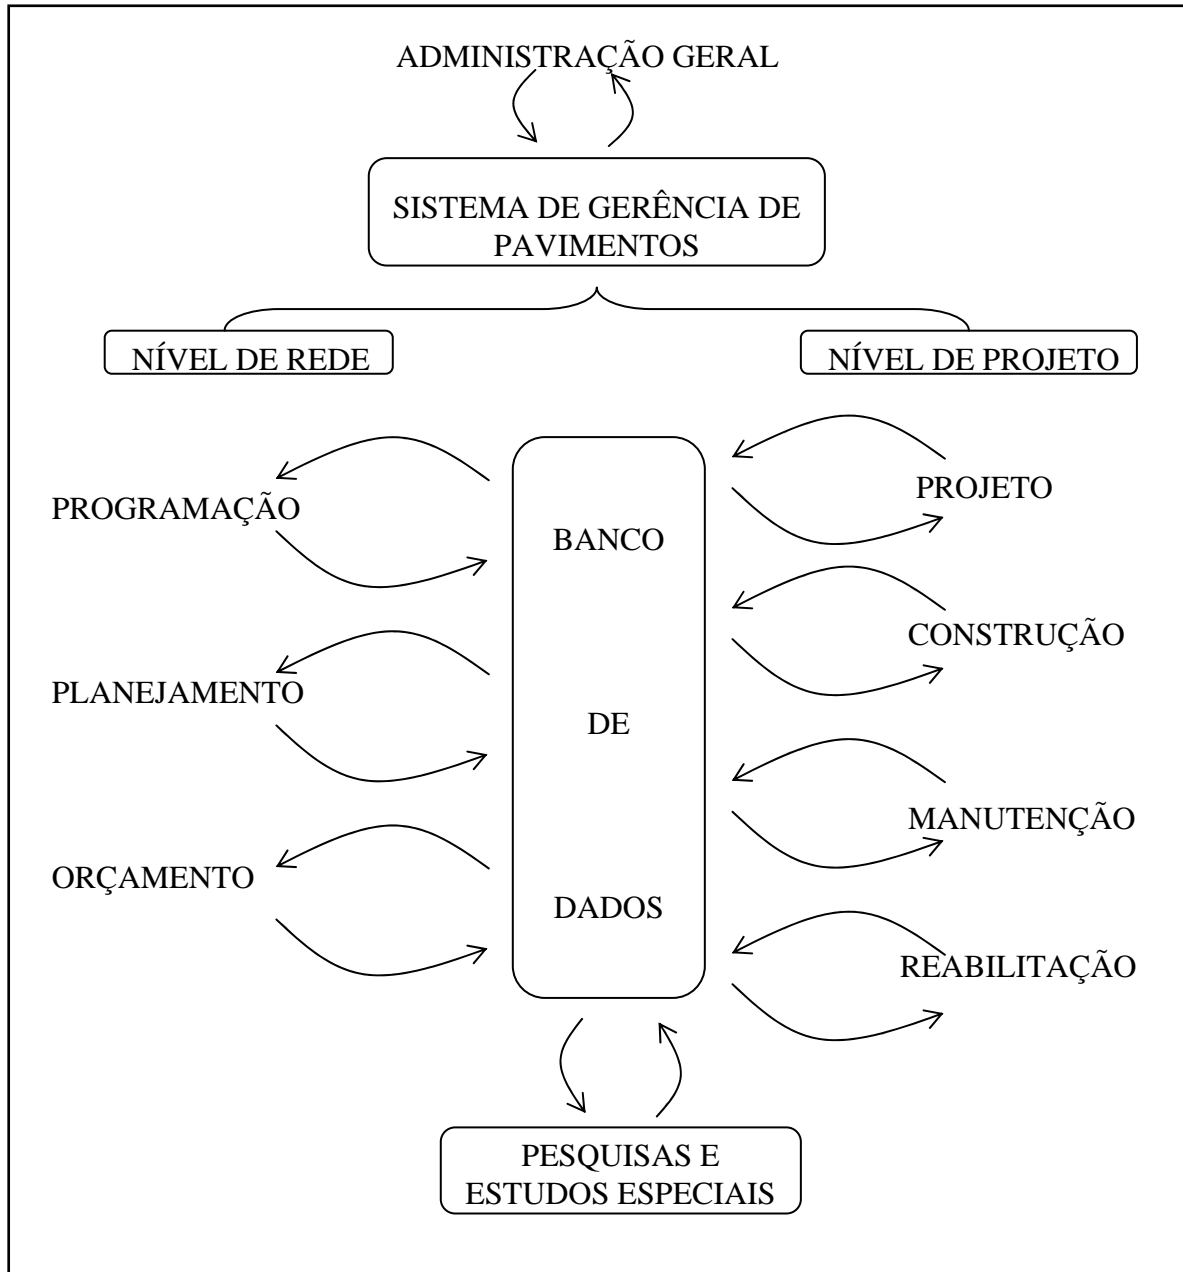 ADMINISTRAÇÃO GERAL
SISTEMA DE GERÊNCIA DE
PAVIMENTOS
NÍVEL DE REDE
NÍVEL DE PROJETO
PROGRAMAÇÃO
PLANEJAMENTO
ORÇAMENTO
BANCO
DE
DADOS
PROJETO
CONSTRUÇÃO
MANUTENÇÃO
REABILITAÇÃO
PESQUISAS E
ESTUDOS ESPECIAIS